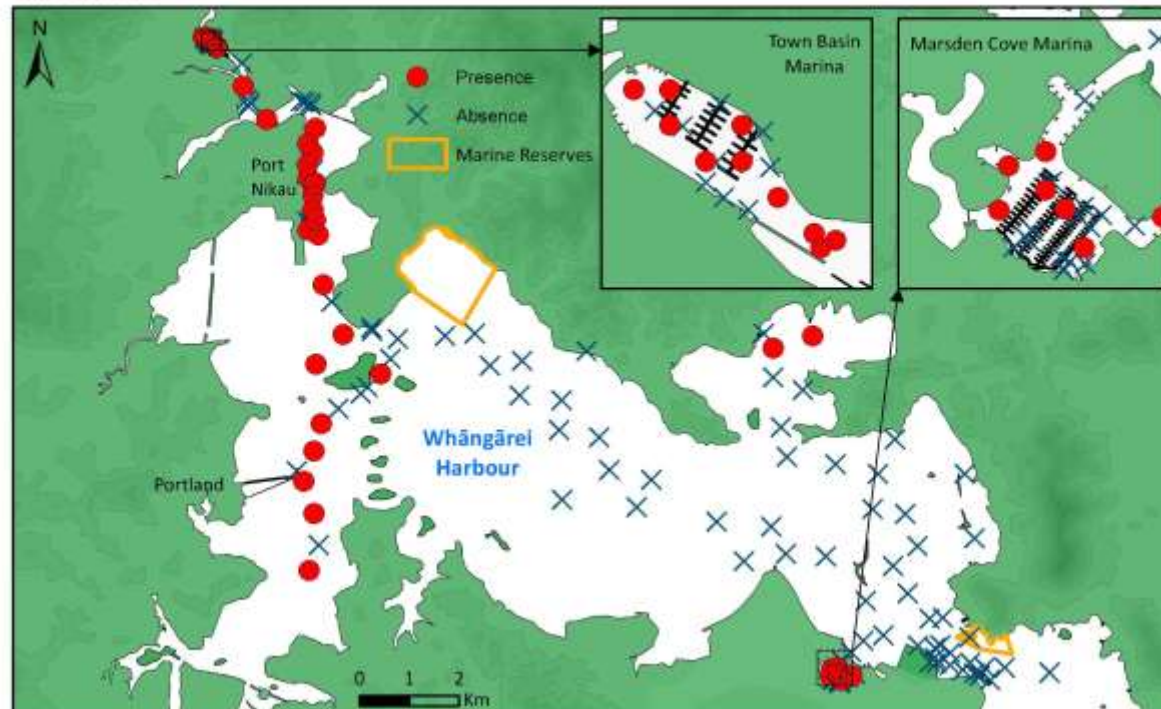 N
Presence
Absence
Marine Reserves
Town Basin
Marina
Marsden Cove Marina
Port
Nikau
Whāngārei
Harbour
Portland
0 1 2
Km